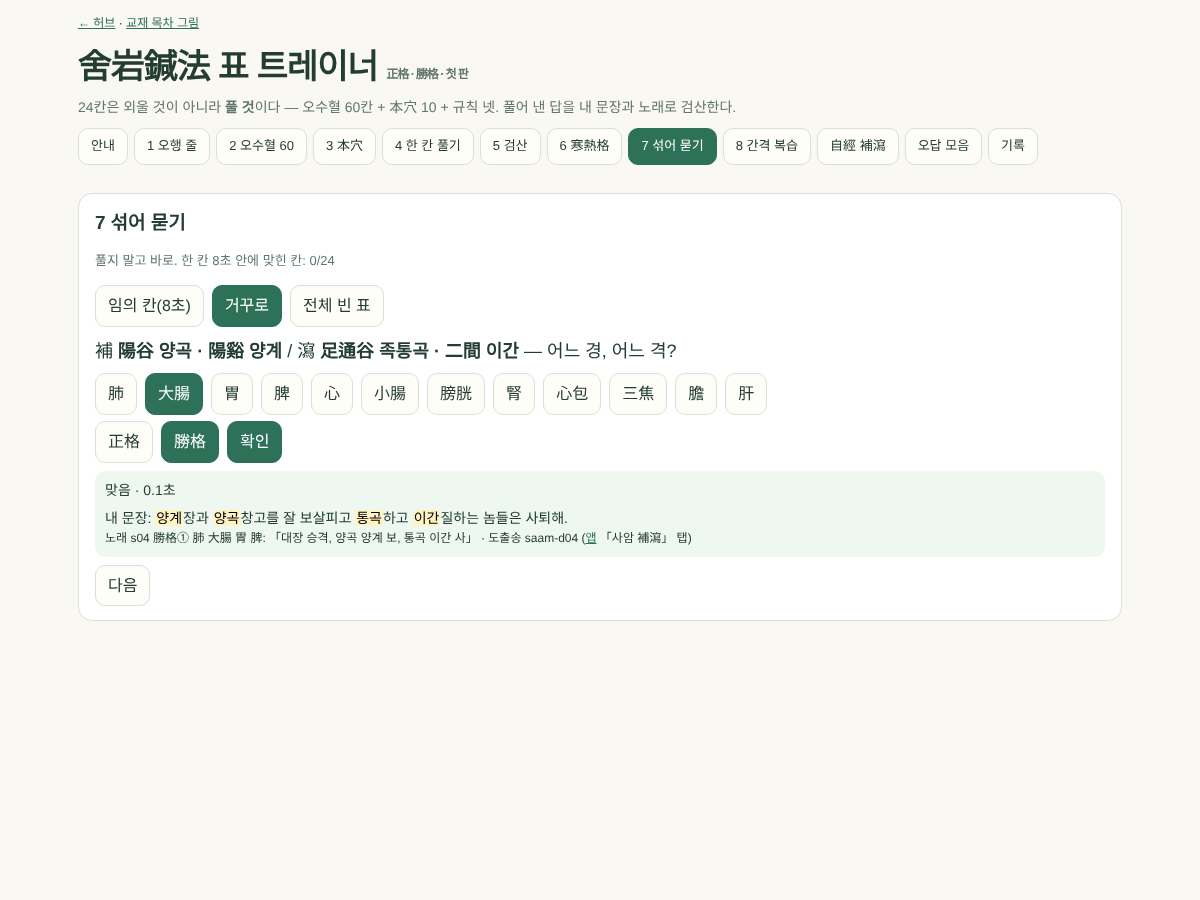 ← 허브 · 교재 목차 그림
舍岩鍼法 표 트레이너 正格·勝格·첫판
24칸은 외울 것이 아니라 풀 것이다 — 오수혈 60칸 + 本穴 10 + 규칙 넷. 풀어 낸 답을 내 문장과 노래로 검산한다.
안내 1 오행 줄 2 오수혈 60 3 本穴 4 한 칸 풀기 5 검산 6 寒熱格 7 섞어 묻기 8 간격 복습 自經 補瀉 오답 모음 기록
7 섞어 묻기
풀지 말고 바로. 한 칸 8초 안에 맞힌 칸: 0/24
임의 칸(8초) 거꾸로 전체 빈 표
補 陽谷 양곡 · 陽谿 양계 / 瀉 足通谷 족통곡 · 二間 이간 — 어느 경, 어느 격?
肺 大腸 胃 脾 心 小腸 膀胱 腎 心包 三焦 膽 肝
正格 勝格 확인
맞음 · 0.1초
내 문장: 양계장과 양곡창고를 잘 보살피고 통곡하고 이간질하는 놈들은 사퇴해.
노래 s04 勝格① 肺 大腸 胃 脾: 「대장 승격, 양곡 양계 보, 통곡 이간 사」 · 도출송 saam-d04 (앱 「사암 補瀉」 탭)
다음